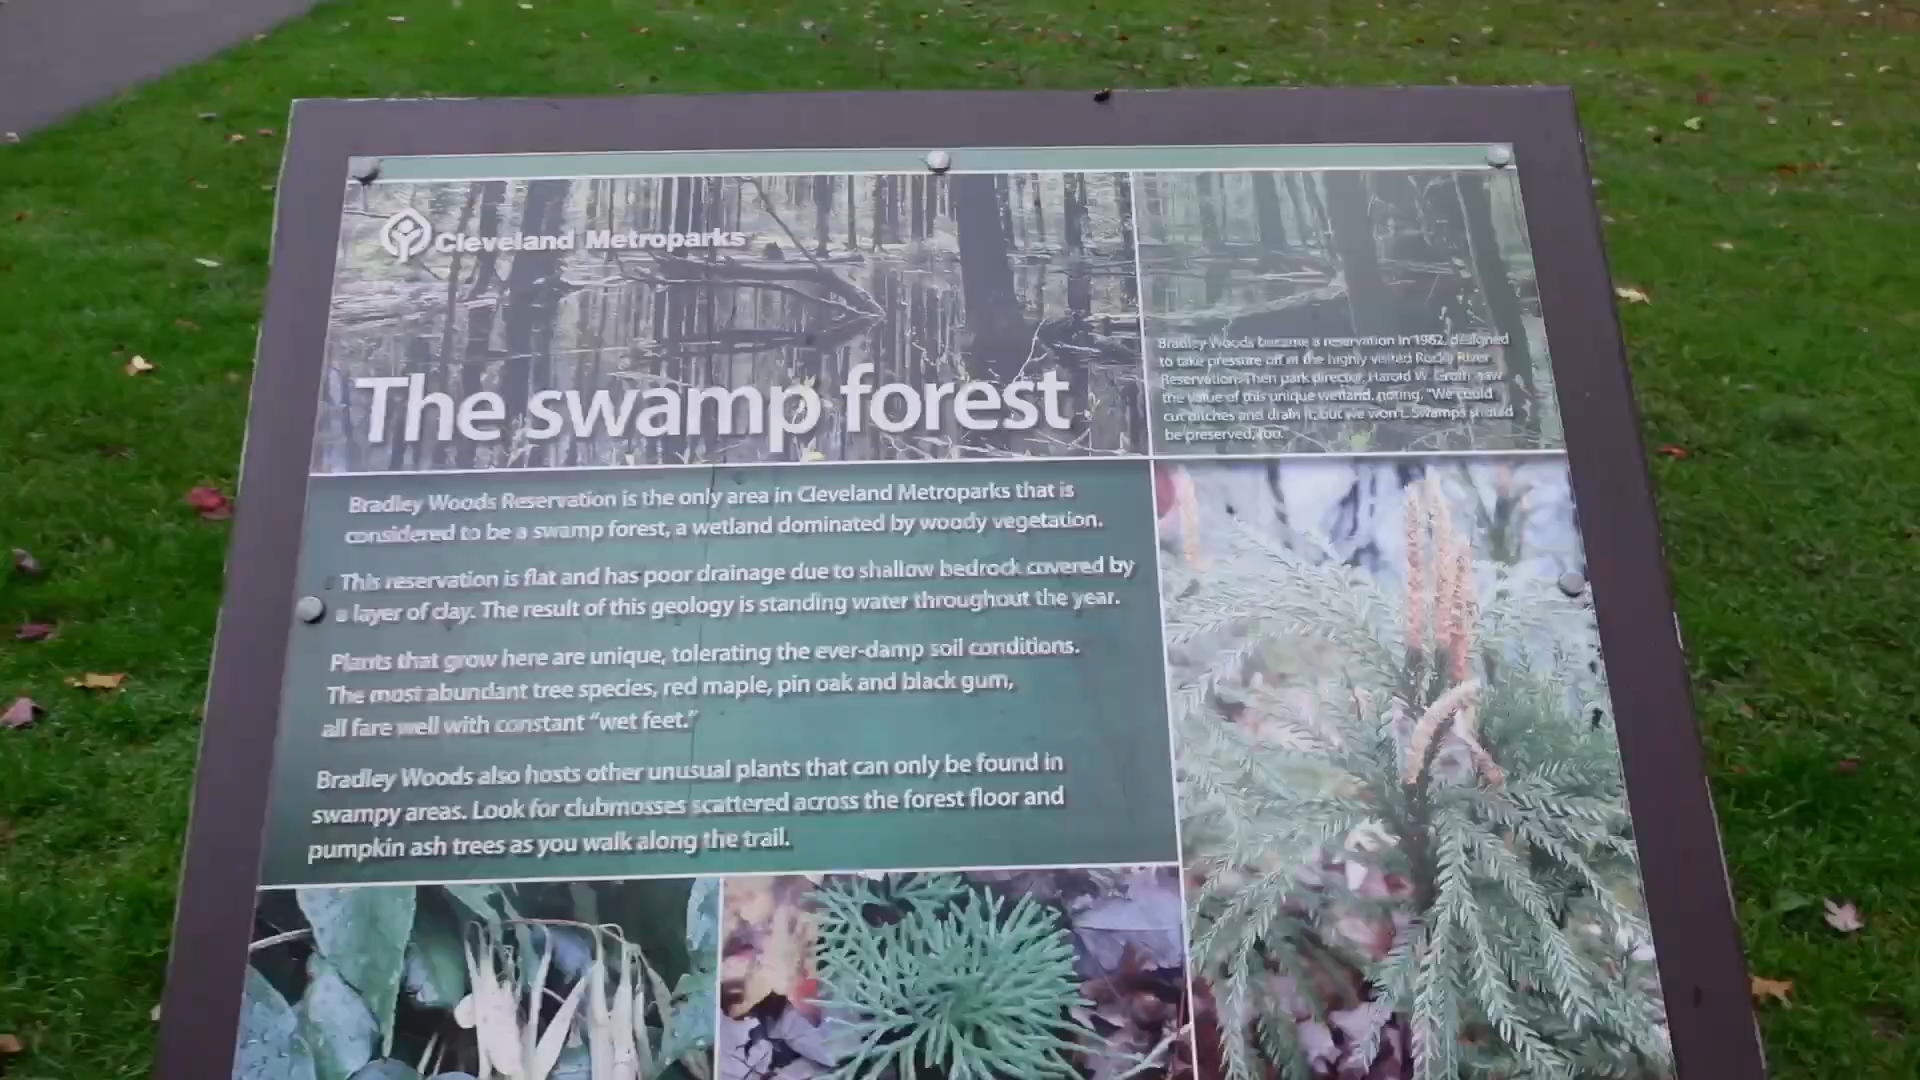 Cleveland Metroparks
The swamp forest
Bradley Woods became a reservation in 1962, designed
to take pressure off of the highly visited Rocky River
Reservation. Then park director, Harold W. Groth, saw
the value of this unique wetland, noting, "We could
cut ditches and drain it, but we won't. Swamps should
be preserved, too.
Bradley Woods Reservation is the only area in Cleveland Metroparks that is
considered to be a swamp forest, a wetland dominated by woody vegetation.
This reservation is flat and has poor drainage due to shallow bedrock covered by
a layer of clay. The result of this geology is standing water throughout the year.
Plants that grow here are unique, tolerating the ever-damp soil conditions.
The most abundant tree species, red maple, pin oak and black gum,
all fare well with constant "wet feet."
Bradley Woods also hosts other unusual plants that can only be found in
swampy areas. Look for clubmosses scattered across the forest floor and
pumpkin ash trees as you walk along the trail.